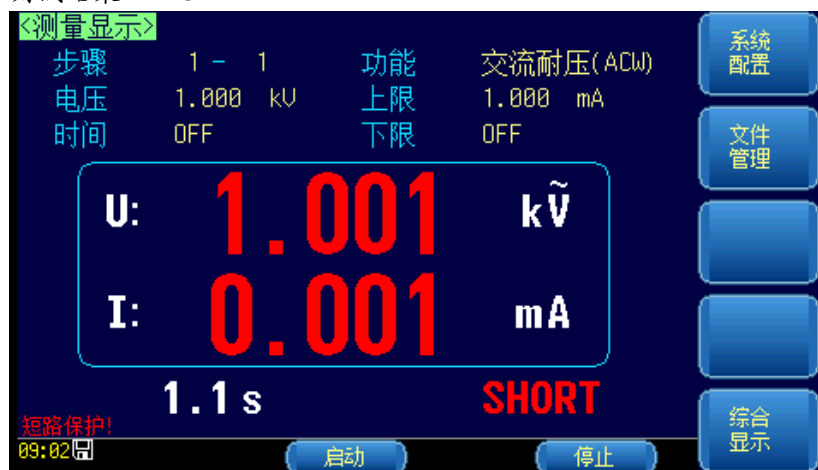 <测量显示>
步骤 1 - 1 功能 交流耐压(ACW)
电压 1.000 kV 上限 1.000 mA
时间 OFF 下限 OFF
U: 1.001 kṼ
I: 0.001 mA
1.1 s SHORT
短路保护!
09:02
启动 停止
系统
配置
文件
管理
综合
显示